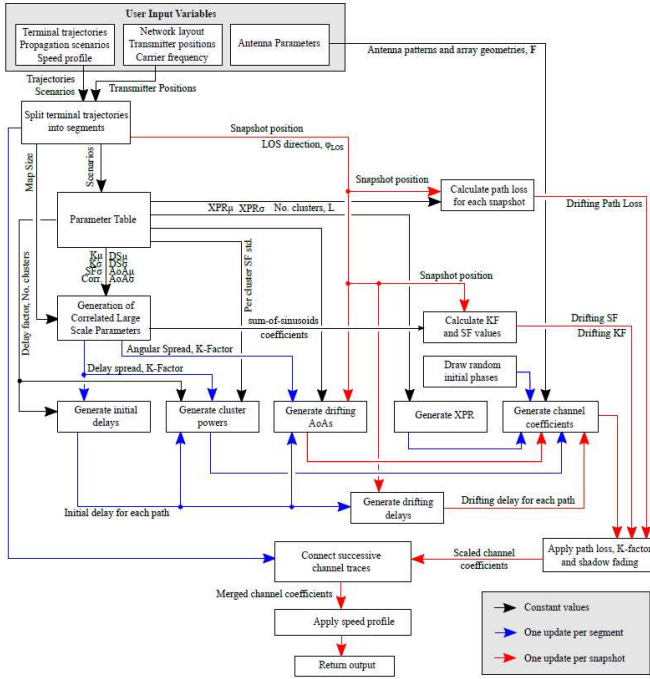 User Input Variables
Terminal trajectories
Propagation scenarios
Speed profile
Network layout
Transmitter positions
Carrier frequency
Antenna Parameters
Antenna patterns and array geometries, F
Trajectories
Scenarios
Transmitter Positions
Split terminal trajectories
into segments
Snapshot position
LOS direction, φLOS
Map Size
Scenarios
Snapshot position
Calculate path loss
for each snapshot
Drifting Path Loss
Parameter Table
XPRμ XPRσ No. clusters, L
Delay factor, No. clusters
Kμ DSμ
Kσ DSσ
SFσ AoAμ
Corr. AoAσ
Per cluster SF std.
Snapshot position
Generation of
Correlated Large
Scale Parameters
sum-of-sinusoids
coefficients
Calculate KF
and SF values
Drifting SF
Drifting KF
Angular Spread, K-Factor
Delay spread, K-Factor
Draw random
initial phases
Generate initial
delays
Generate cluster
powers
Generate drifting
AoAs
Generate XPR
Generate channel
coefficients
Initial delay for each path
Generate drifting
delays
Drifting delay for each path
Connect successive
channel traces
Scaled channel
coefficients
Apply path loss, K-factor
and shadow fading
Merged channel coefficients
Apply speed profile
Return output
Constant values
One update per segment
One update per snapshot